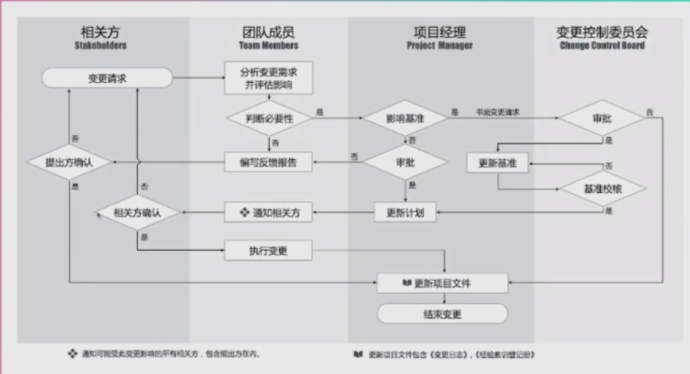 相关方
Stakeholders
团队成员
Team Members
项目经理
Project Manager
变更控制委员会
Change Control Board
变更请求
分析变更需求
并评估影响
判断必要性
是
影响基准
是
书面变更请求
审批
否
否
否
是
提出方确认
编写反馈报告
否
审批
更新基准
否
是
否
是
基准校核
相关方确认
通知相关方
更新计划
是
是
执行变更
更新项目文件
结束变更
通知可能受此变更影响的所有相关方，包含提出方在内。
更新项目文件包含《变更日志》，《经验教训登记册》